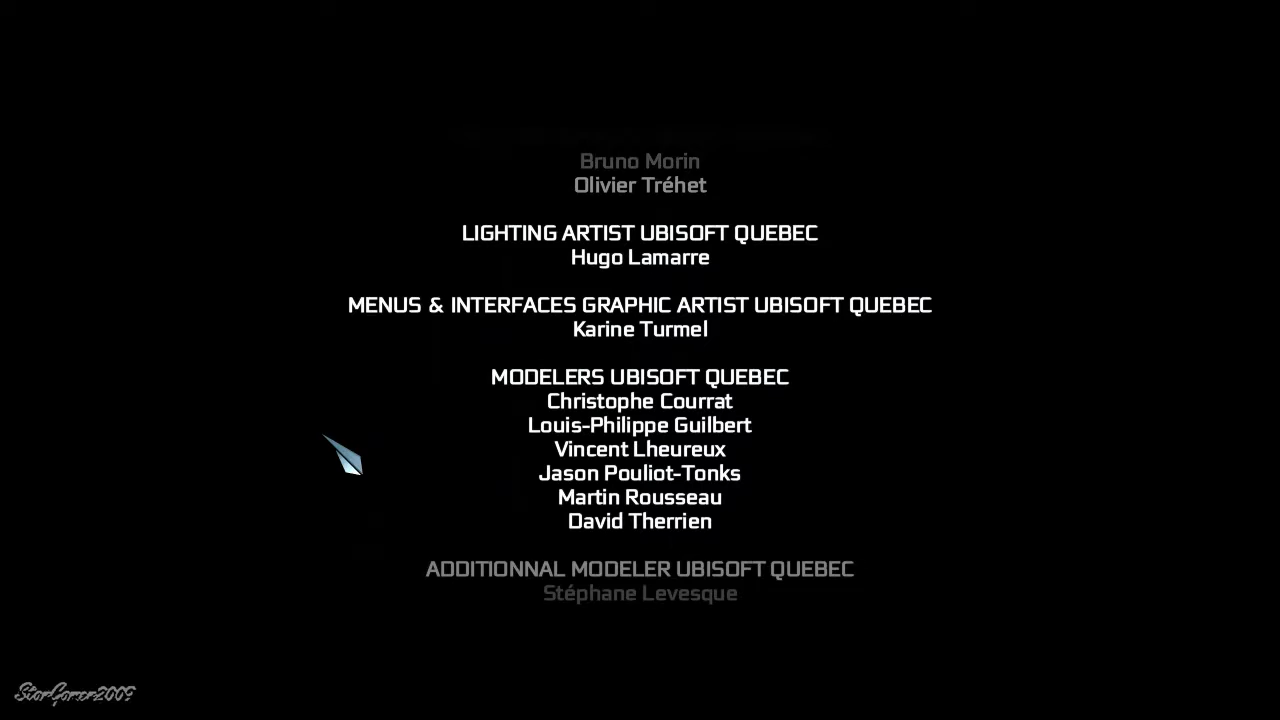 Bruno Morin
Olivier Tréhet
LIGHTING ARTIST UBISOFT QUEBEC
Hugo Lamarre
MENUS & INTERFACES GRAPHIC ARTIST UBISOFT QUEBEC
Karine Turmel
MODELERS UBISOFT QUEBEC
Christophe Courrat
Louis-Philippe Guilbert
Vincent Lheureux
Jason Pouliot-Tonks
Martin Rousseau
David Therrien
ADDITIONNAL MODELER UBISOFT QUEBEC
Stéphane Levesque
StarGamer2009